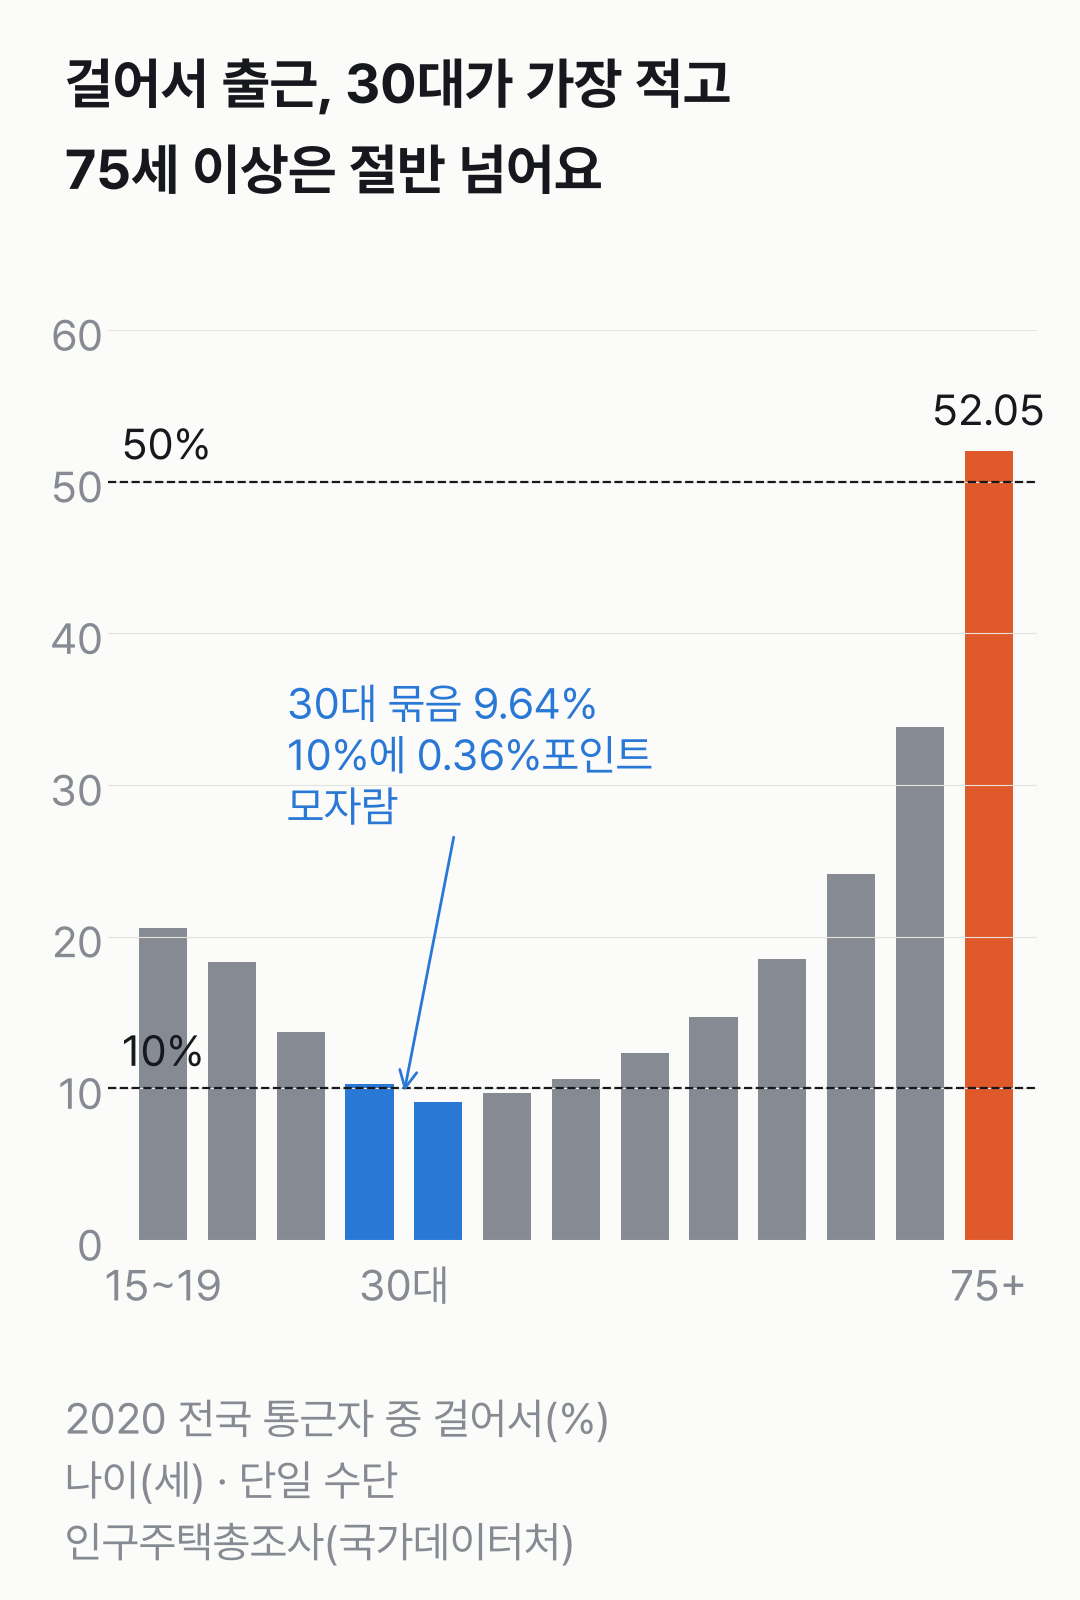 걸어서 출근, 30대가 가장 적고
75세 이상은 절반 넘어요
60
52.05
50%
50
40
30대 묶음 9.64%
10%에 0.36%포인트
모자람
30
20
10%
10
0
15~19 30대 75+
2020 전국 통근자 중 걸어서(%)
나이(세) · 단일 수단
인구주택총조사(국가데이터처)